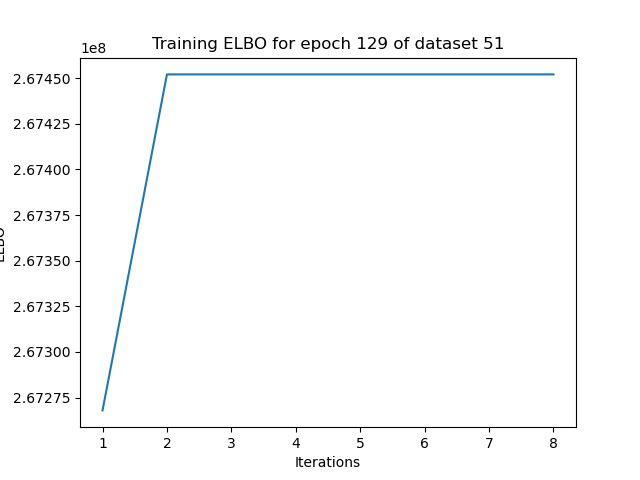 Training ELBO for epoch 129 of dataset 51
1e8
2.67450
2.67425
2.67400
2.67375
2.67350
2.67325
2.67300
2.67275
ELBO
1 2 3 4 5 6 7 8
Iterations